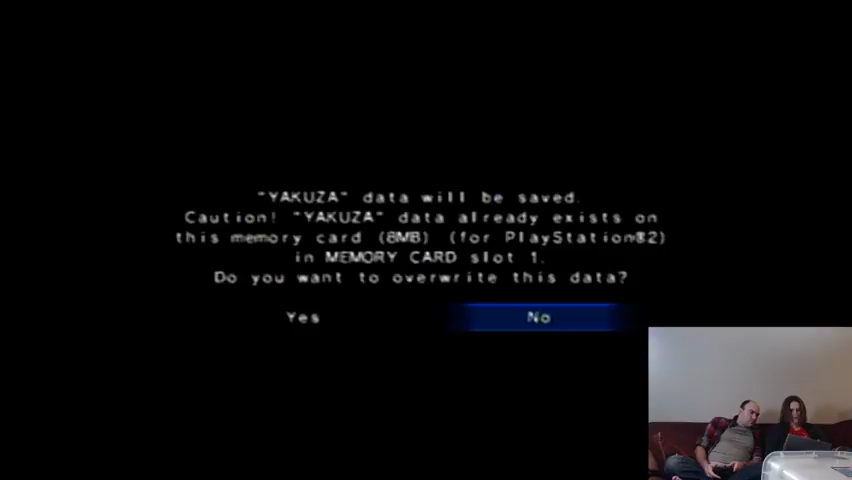 "YAKUZA" data will be saved.
Caution! "YAKUZA" data already exists on
this memory card (8MB) (for PlayStation®2)
in MEMORY CARD slot 1.
Do you want to overwrite this data?
Yes No